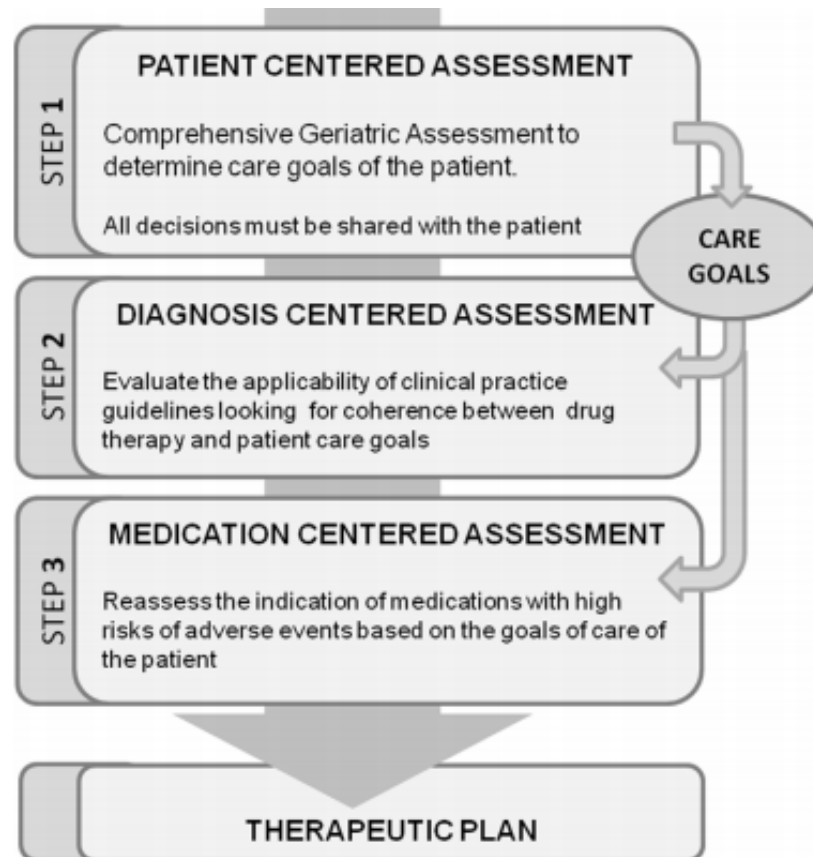 STEP 1
PATIENT CENTERED ASSESSMENT
Comprehensive Geriatric Assessment to
determine care goals of the patient.
All decisions must be shared with the patient
CARE
GOALS
STEP 2
DIAGNOSIS CENTERED ASSESSMENT
Evaluate the applicability of clinical practice
guidelines looking for coherence between drug
therapy and patient care goals
STEP 3
MEDICATION CENTERED ASSESSMENT
Reassess the indication of medications with high
risks of adverse events based on the goals of care of
the patient
THERAPEUTIC PLAN